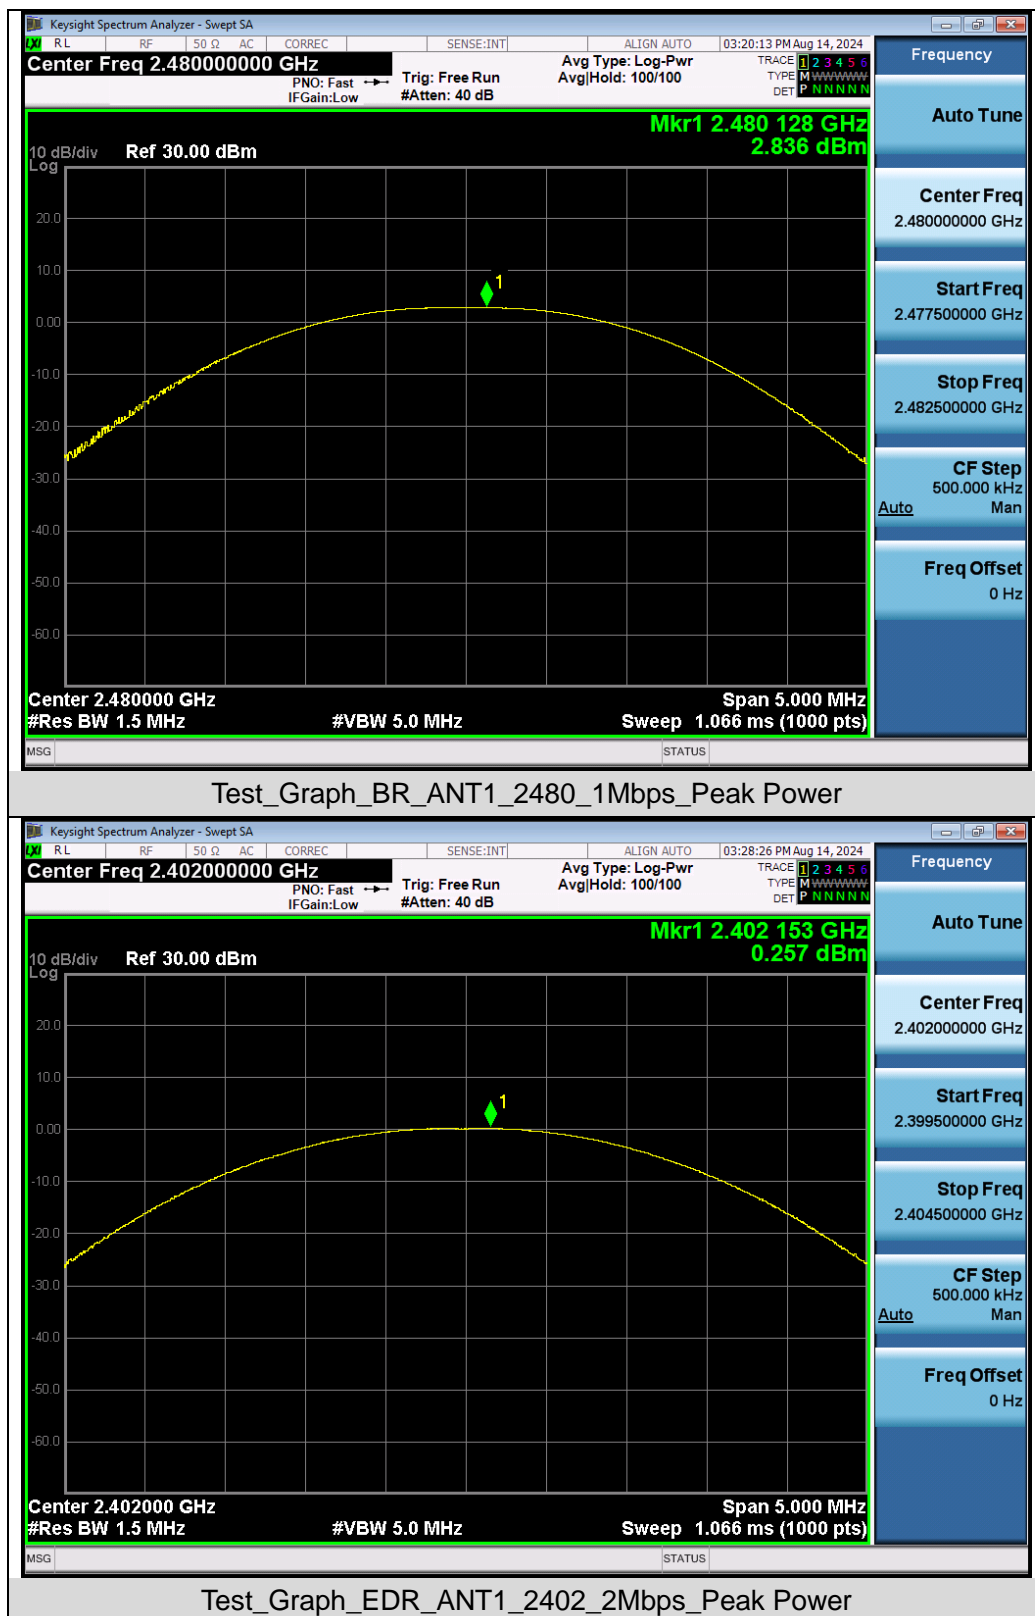 Keysight Spectrum Analyzer - Swept SA
LXI RL RF 50 Ω AC CORREC SENSE:INT ALIGN AUTO 03:20:13 PM Aug 14, 2024
Center Freq 2.480000000 GHz
PNO: Fast
IFGain:Low
Trig: Free Run
#Atten: 40 dB
Avg Type: Log-Pwr
Avg|Hold: 100/100
TRACE 1 2 3 4 5 6
TYPE M WWWWW
DET P N N N N N
Mkr1 2.480 128 GHz
2.836 dBm
10 dB/div Ref 30.00 dBm
Log
20.0
10.0
1
0.00
-10.0
-20.0
-30.0
-40.0
-50.0
-60.0
Center 2.480000 GHz
Span 5.000 MHz
#Res BW 1.5 MHz #VBW 5.0 MHz Sweep 1.066 ms (1000 pts)
MSG STATUS
Frequency
Auto Tune
Center Freq
2.480000000 GHz
Start Freq
2.477500000 GHz
Stop Freq
2.482500000 GHz
CF Step
500.000 kHz
Auto Man
Freq Offset
0 Hz
Test_Graph_BR_ANT1_2480_1Mbps_Peak Power
Keysight Spectrum Analyzer - Swept SA
LXI RL RF 50 Ω AC CORREC SENSE:INT ALIGN AUTO 03:28:26 PM Aug 14, 2024
Center Freq 2.402000000 GHz
PNO: Fast
IFGain:Low
Trig: Free Run
#Atten: 40 dB
Avg Type: Log-Pwr
Avg|Hold: 100/100
TRACE 1 2 3 4 5 6
TYPE M WWWWW
DET P N N N N N
Mkr1 2.402 153 GHz
0.257 dBm
10 dB/div Ref 30.00 dBm
Log
20.0
10.0
1
0.00
-10.0
-20.0
-30.0
-40.0
-50.0
-60.0
Center 2.402000 GHz
Span 5.000 MHz
#Res BW 1.5 MHz #VBW 5.0 MHz Sweep 1.066 ms (1000 pts)
MSG STATUS
Frequency
Auto Tune
Center Freq
2.402000000 GHz
Start Freq
2.399500000 GHz
Stop Freq
2.404500000 GHz
CF Step
500.000 kHz
Auto Man
Freq Offset
0 Hz
Test_Graph_EDR_ANT1_2402_2Mbps_Peak Power